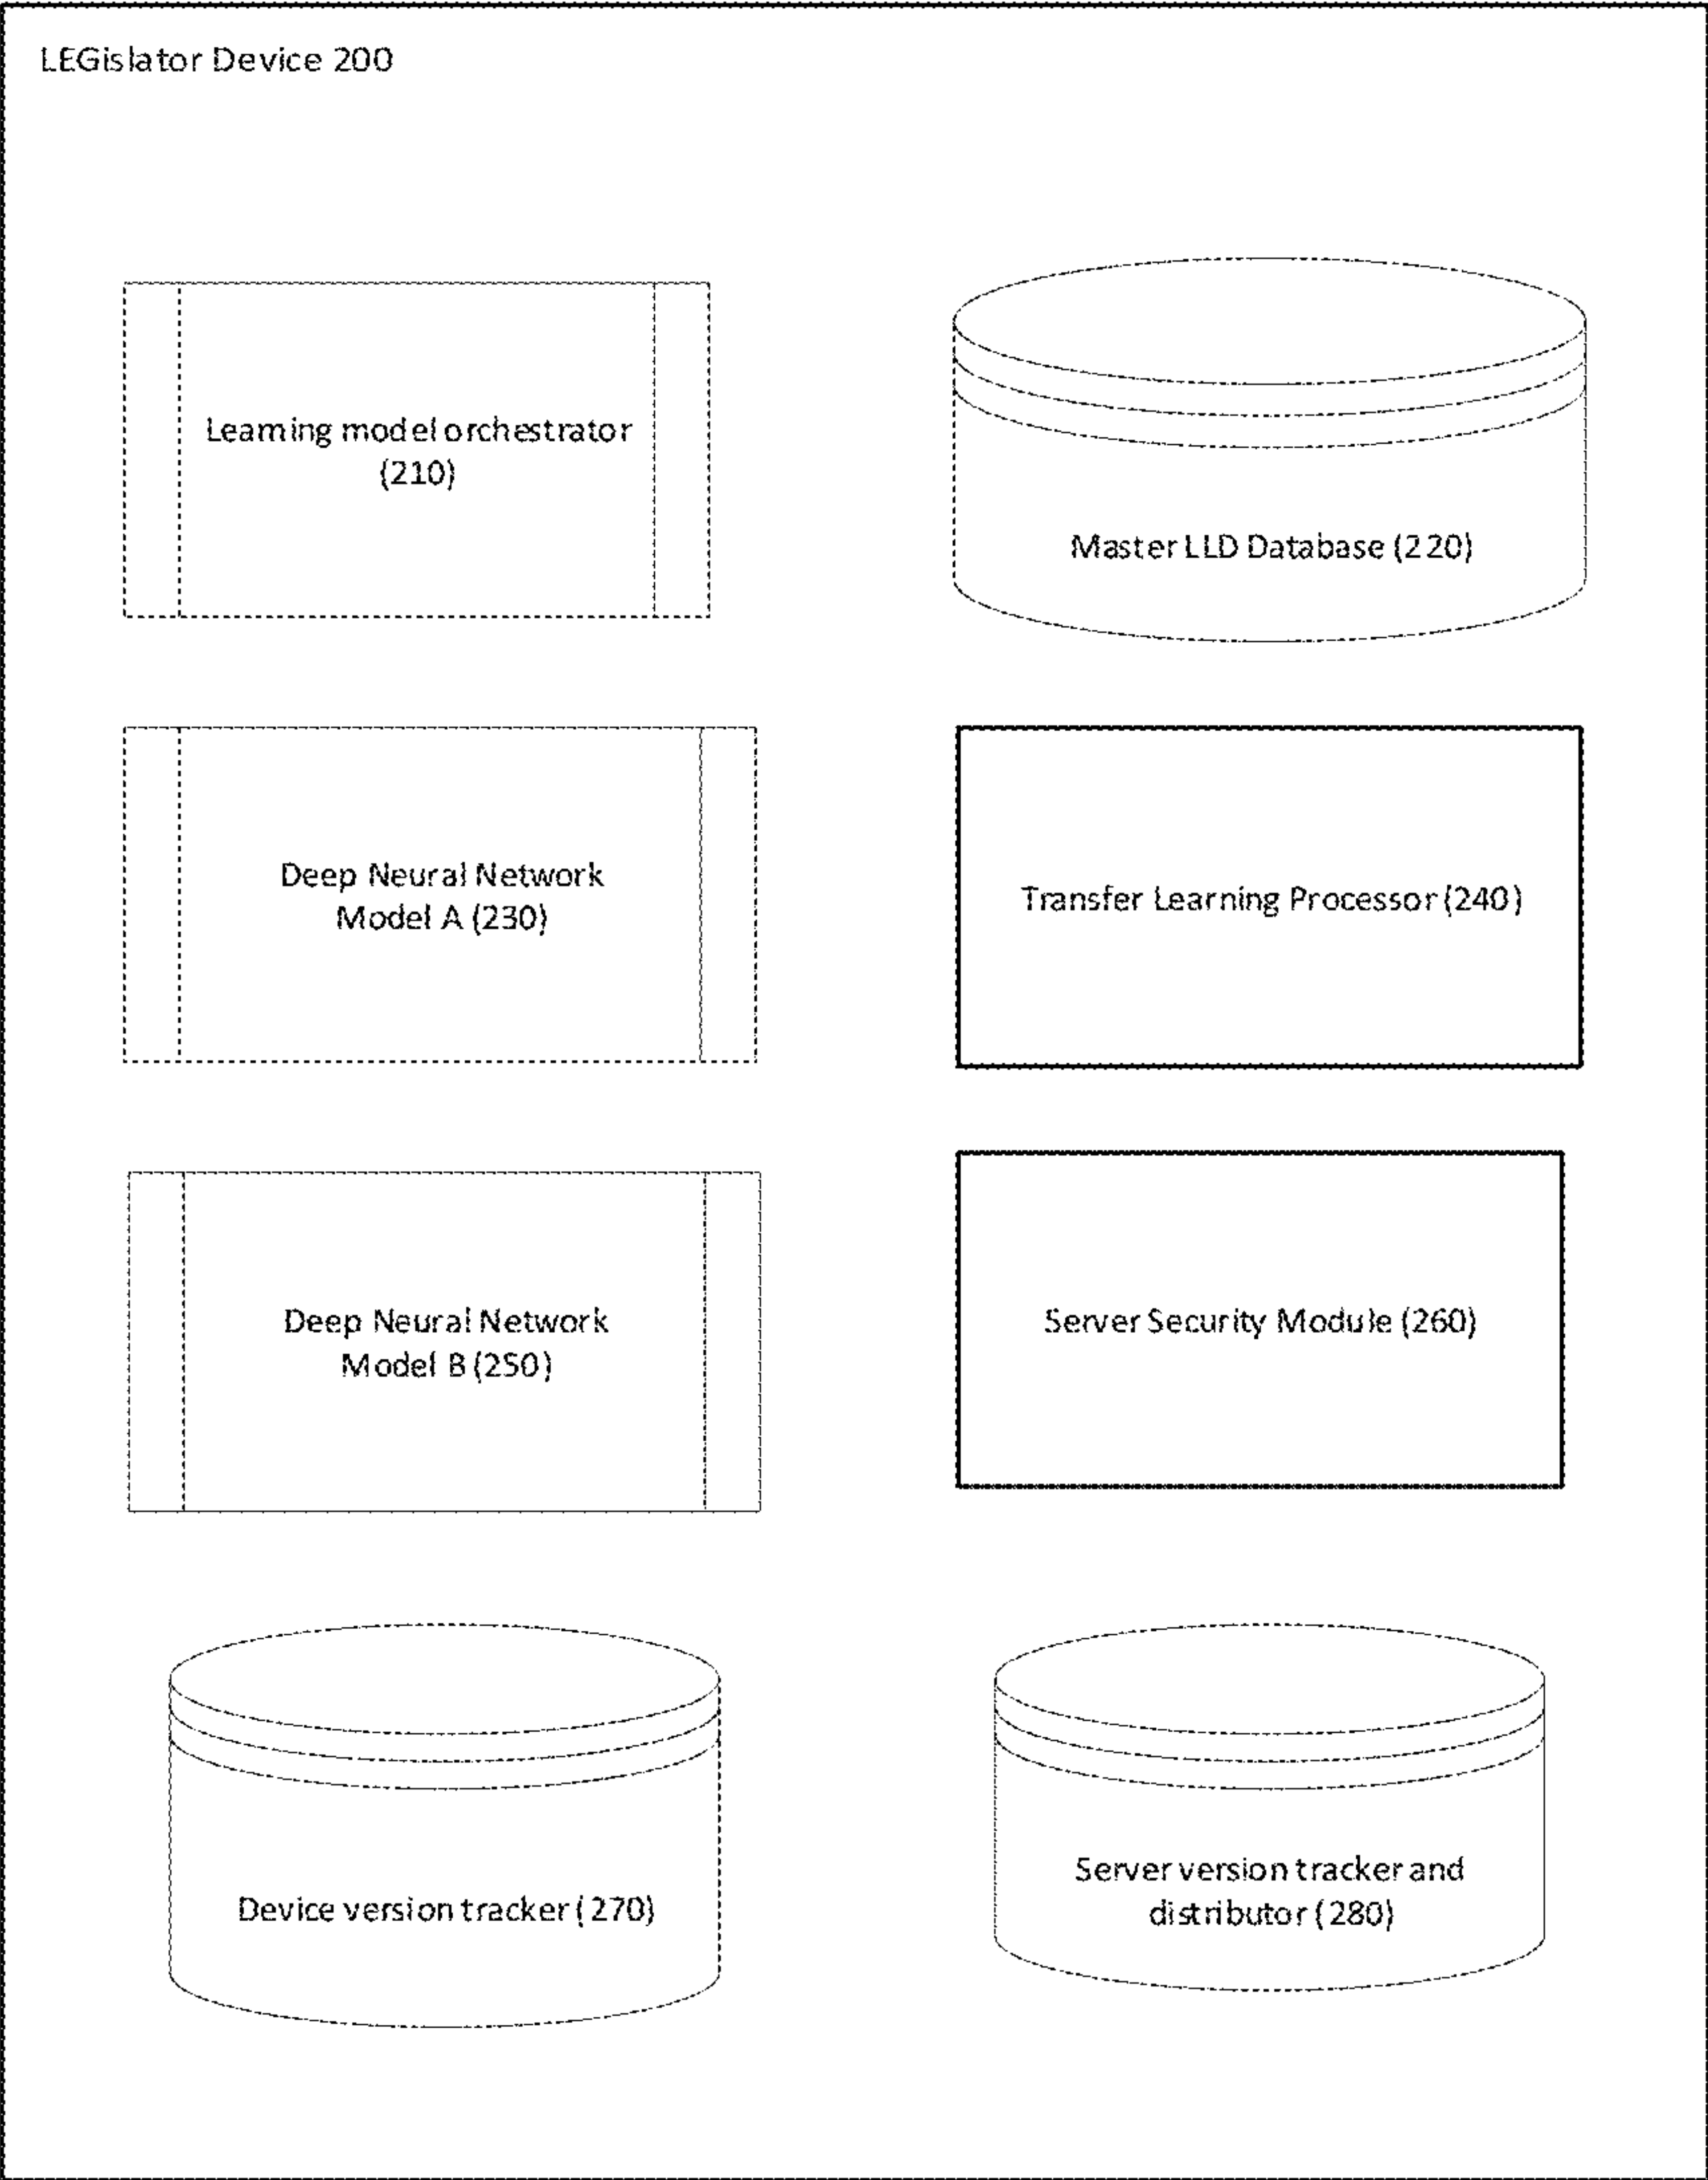 LEGislator Device 200
Learning model orchestrator
(210)
Master LLD Database (220)
Deep Neural Network
Model A (230)
Transfer Learning Processor (240)
Deep Neural Network
Model B (250)
Server Security Module (260)
Device version tracker (270)
Server version tracker and
distributor (280)